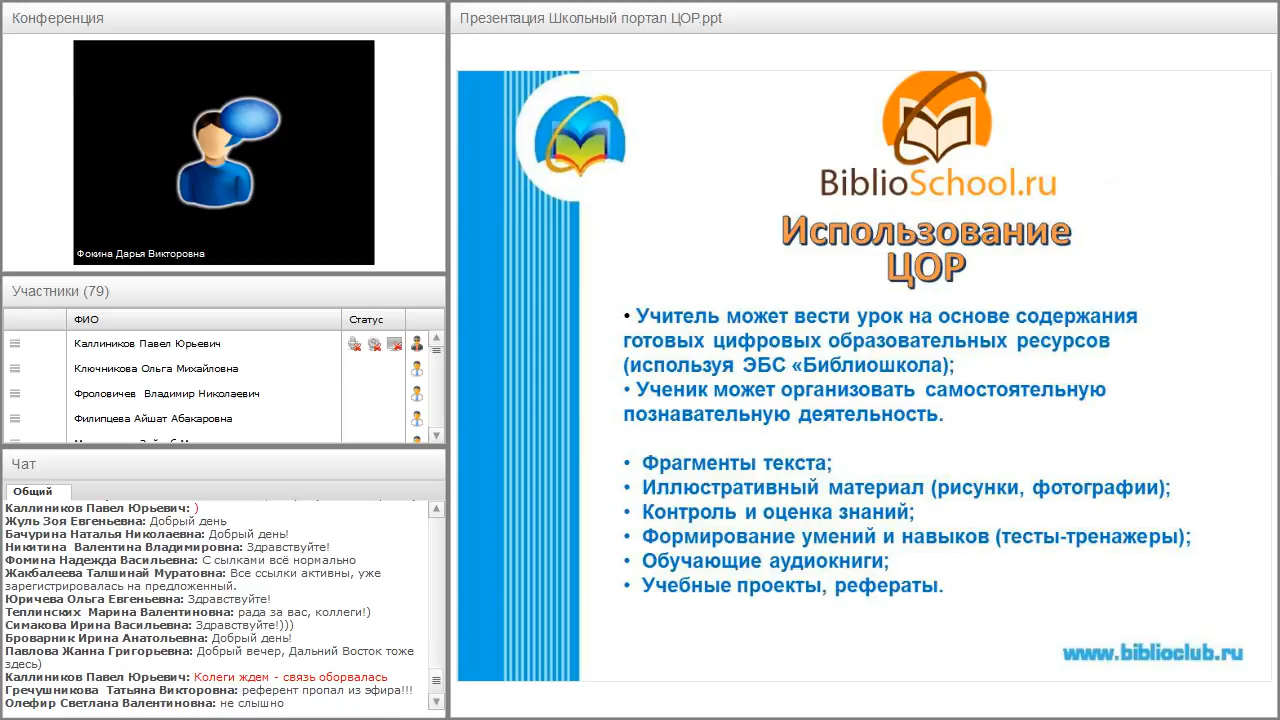 Конференция
Фокина Дарья Викторовна
Участники (79)
ФИО
Статус
Каллиников Павел Юрьевич
Ключникова Ольга Михайловна
Фроловичев Владимир Николаевич
Филипцева Айшат Абакаровна
Чат
Общий
Каллиников Павел Юрьевич: )
Жуль Зоя Евгеньевна: Добрый день
Бачурина Наталья Николаевна: Добрый день!
Никитина Валентина Владимировна: Здравствуйте!
Фомина Надежда Васильевна: С сылками всё нормально
Жакбалеева Талшинай Муратовна: Все ссылки активны, уже
зарегистрировалась на предложенный.
Юричева Ольга Евгеньевна: Здравствуйте!
Теплинских Марина Валентиновна: рада за вас, коллеги!)
Симакова Ирина Васильевна: Здравствуйте!)))
Броварник Ирина Анатольевна: Добрый день!
Павлова Жанна Григорьевна: Добрый вечер, Дальний Восток тоже
здесь)
Каллиников Павел Юрьевич: Колеги ждем - связь оборвалась
Гречушникова Татьяна Викторовна: референт пропал из эфира!!!
Олефир Светлана Валентиновна: не слышно
Презентация Школьный портал ЦОР.ppt
BiblioSchool.ru
Использование
ЦОР
• Учитель может вести урок на основе содержания
готовых цифровых образовательных ресурсов
(используя ЭБС «Библиошкола);
• Ученик может организовать самостоятельную
познавательную деятельность.
• Фрагменты текста;
• Иллюстративный материал (рисунки, фотографии);
• Контроль и оценка знаний;
• Формирование умений и навыков (тесты-тренажеры);
• Обучающие аудиокниги;
• Учебные проекты, рефераты.
www.biblioclub.ru